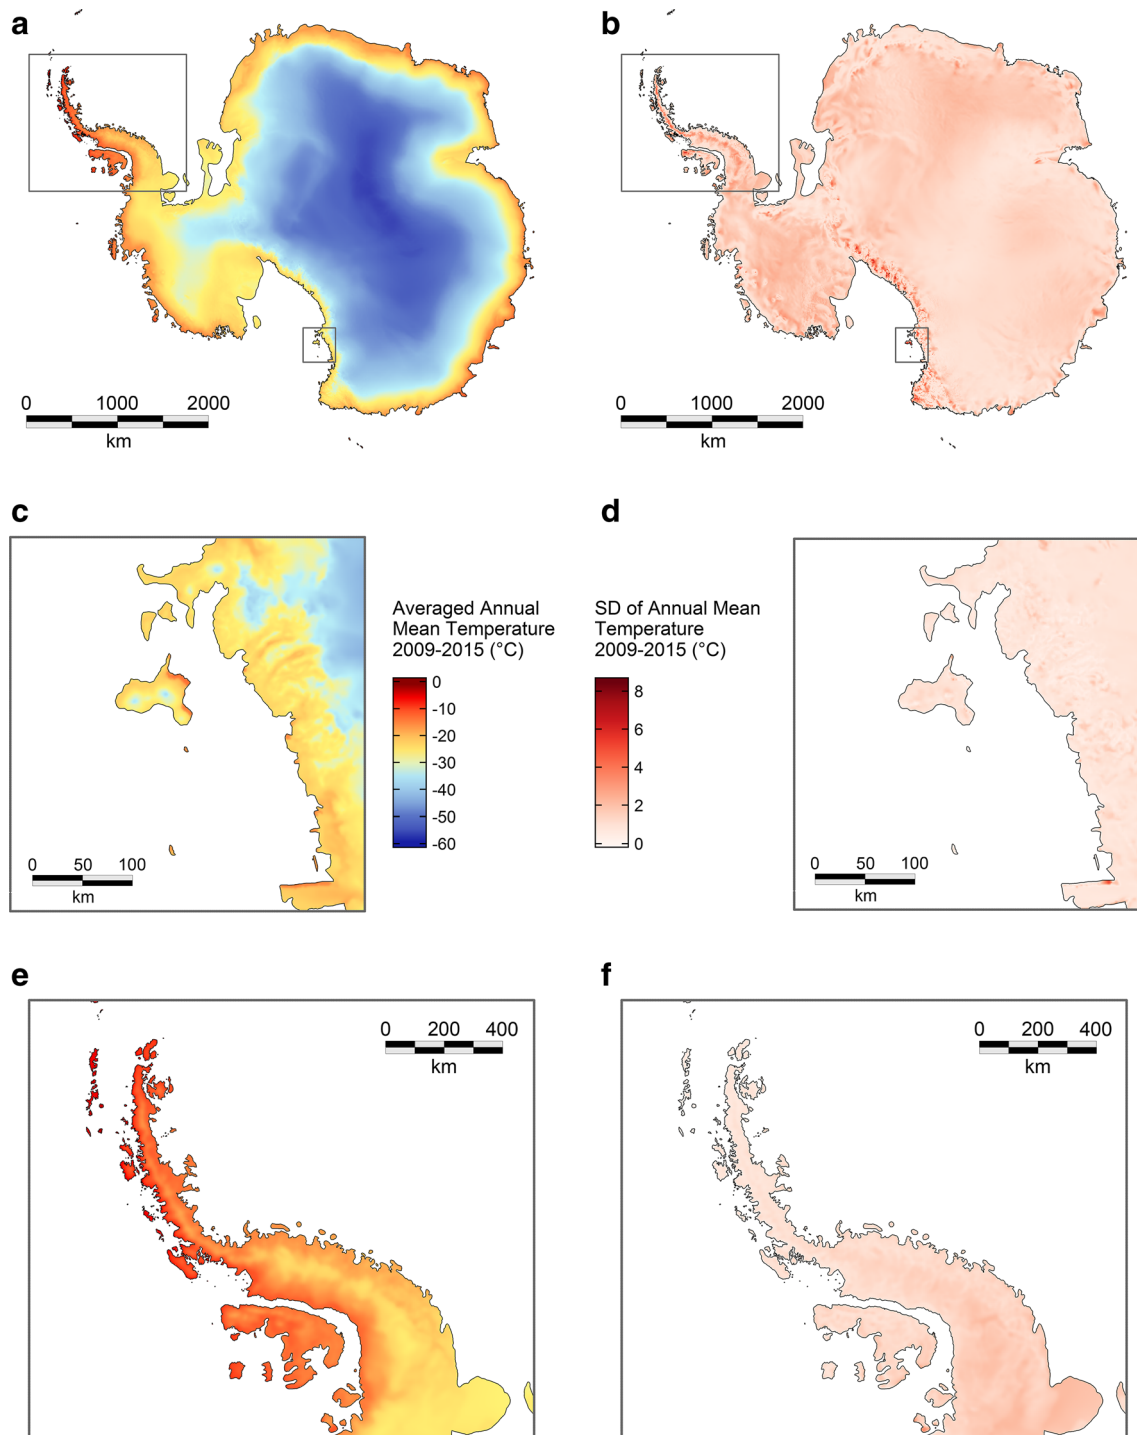 a
b
0 1000 2000
km
0 1000 2000
km
c
d
Averaged Annual
Mean Temperature
2009-2015 (°C)
0
-10
-20
-30
-40
-50
-60
SD of Annual Mean
Temperature
2009-2015 (°C)
8
6
4
2
0
0 50 100
km
0 50 100
km
e
f
0 200 400
km
0 200 400
km